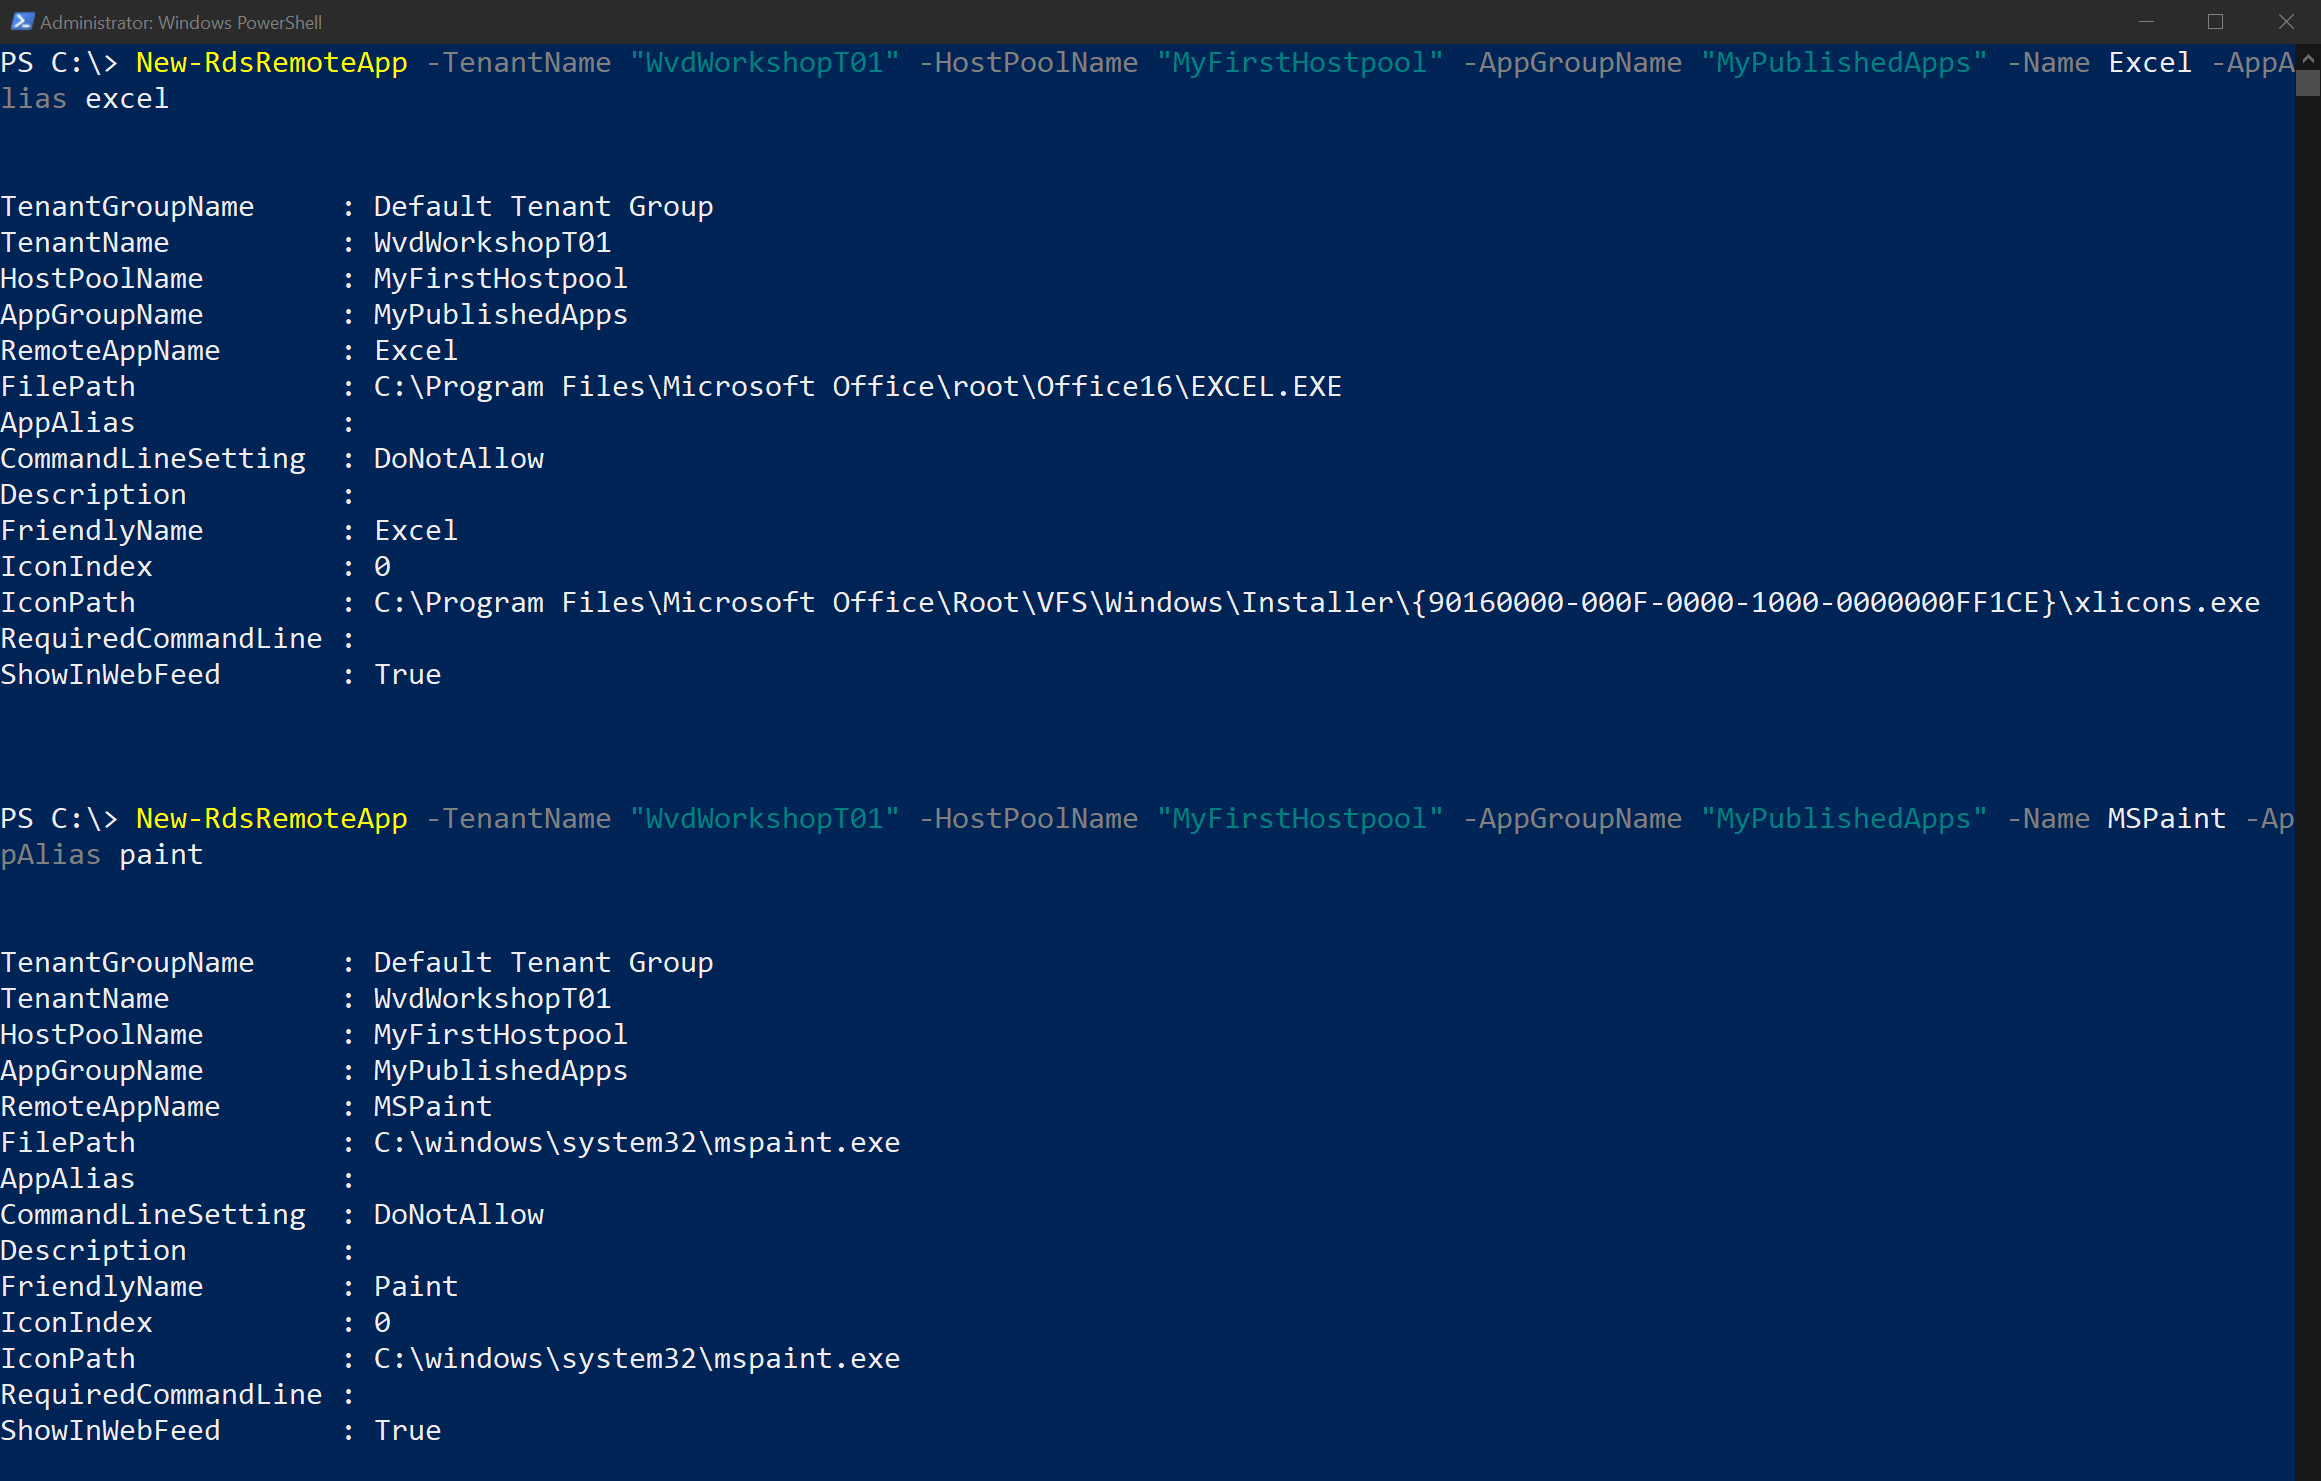 Administrator: Windows PowerShell
PS C:\> New-RdsRemoteApp -TenantName "WvdWorkshopT01" -HostPoolName "MyFirstHostpool" -AppGroupName "MyPublishedApps" -Name Excel -AppA
lias excel
TenantGroupName     : Default Tenant Group
TenantName          : WvdWorkshopT01
HostPoolName        : MyFirstHostpool
AppGroupName        : MyPublishedApps
RemoteAppName       : Excel
FilePath            : C:\Program Files\Microsoft Office\root\Office16\EXCEL.EXE
AppAlias            :
CommandLineSetting  : DoNotAllow
Description         :
FriendlyName        : Excel
IconIndex           : 0
IconPath            : C:\Program Files\Microsoft Office\Root\VFS\Windows\Installer\{90160000-000F-0000-1000-0000000FF1CE}\xlicons.exe
RequiredCommandLine :
ShowInWebFeed       : True
PS C:\> New-RdsRemoteApp -TenantName "WvdWorkshopT01" -HostPoolName "MyFirstHostpool" -AppGroupName "MyPublishedApps" -Name MSPaint -Ap
pAlias paint
TenantGroupName     : Default Tenant Group
TenantName          : WvdWorkshopT01
HostPoolName        : MyFirstHostpool
AppGroupName        : MyPublishedApps
RemoteAppName       : MSPaint
FilePath            : C:\windows\system32\mspaint.exe
AppAlias            :
CommandLineSetting  : DoNotAllow
Description         :
FriendlyName        : Paint
IconIndex           : 0
IconPath            : C:\windows\system32\mspaint.exe
RequiredCommandLine :
ShowInWebFeed       : True